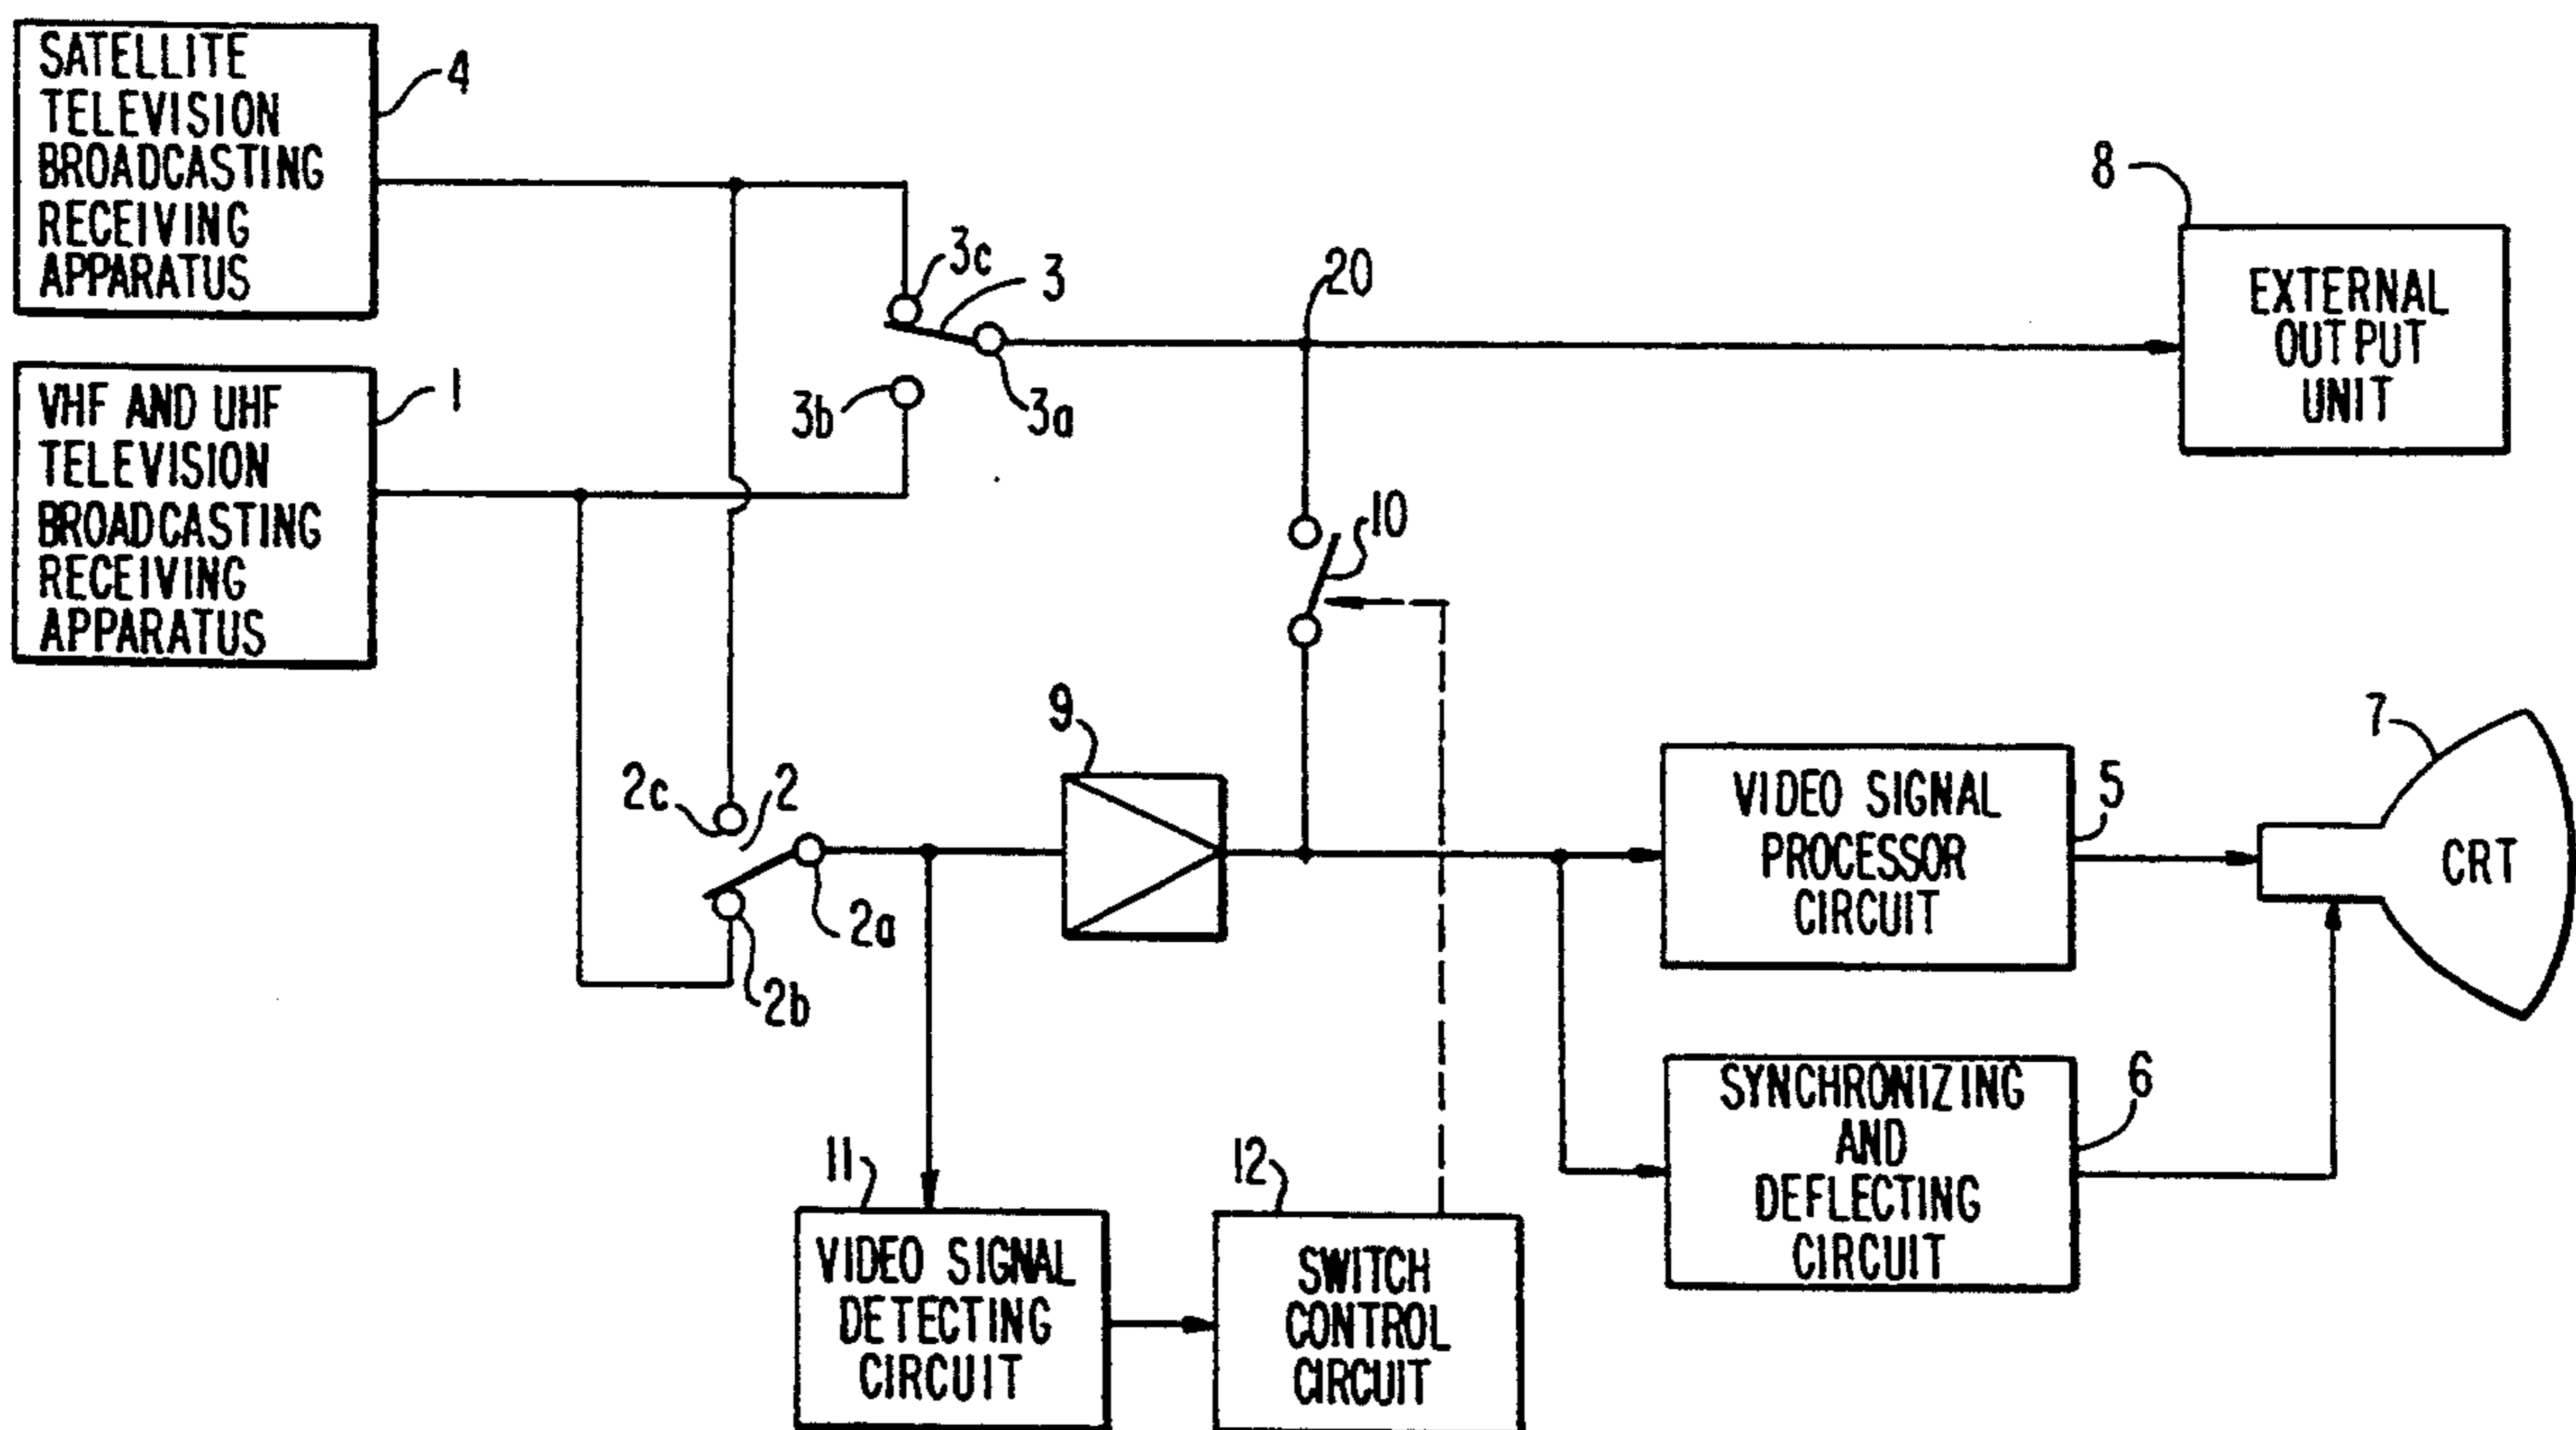 SATELLITE
TELEVISION
BROADCASTING
RECEIVING
APPARATUS
4
VHF AND UHF
TELEVISION
BROADCASTING
RECEIVING
APPARATUS
1
3c
3
3b
3a
20
8
EXTERNAL
OUTPUT
UNIT
10
2c
2
2a
2b
9
VIDEO SIGNAL
PROCESSOR
CIRCUIT
5
7
CRT
SYNCHRONIZING
AND
DEFLECTING
CIRCUIT
6
11
VIDEO SIGNAL
DETECTING
CIRCUIT
12
SWITCH
CONTROL
CIRCUIT